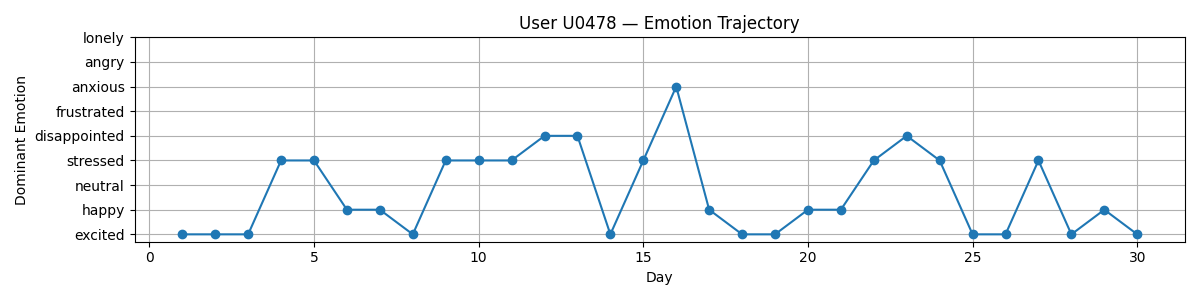 User U0478 — Emotion Trajectory
Dominant Emotion
lonely
angry
anxious
frustrated
disappointed
stressed
neutral
happy
excited
0 5 10 15 20 25 30
Day